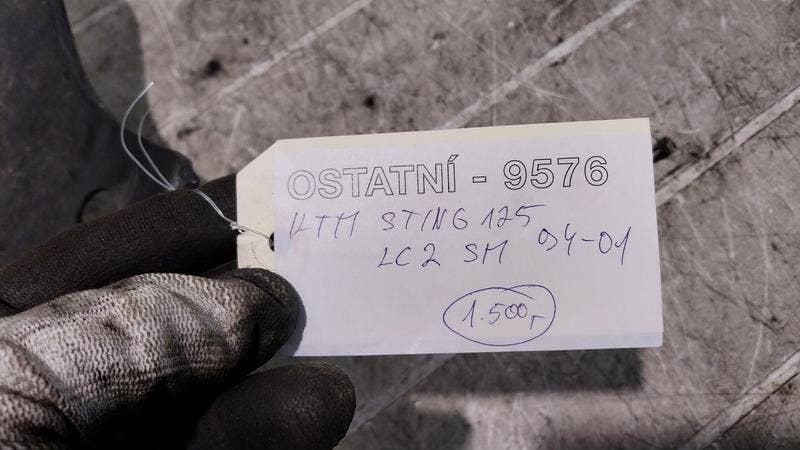 OSTATNÍ - 9576
KTM STING 125
LC2 SM 94-01
1.500,-